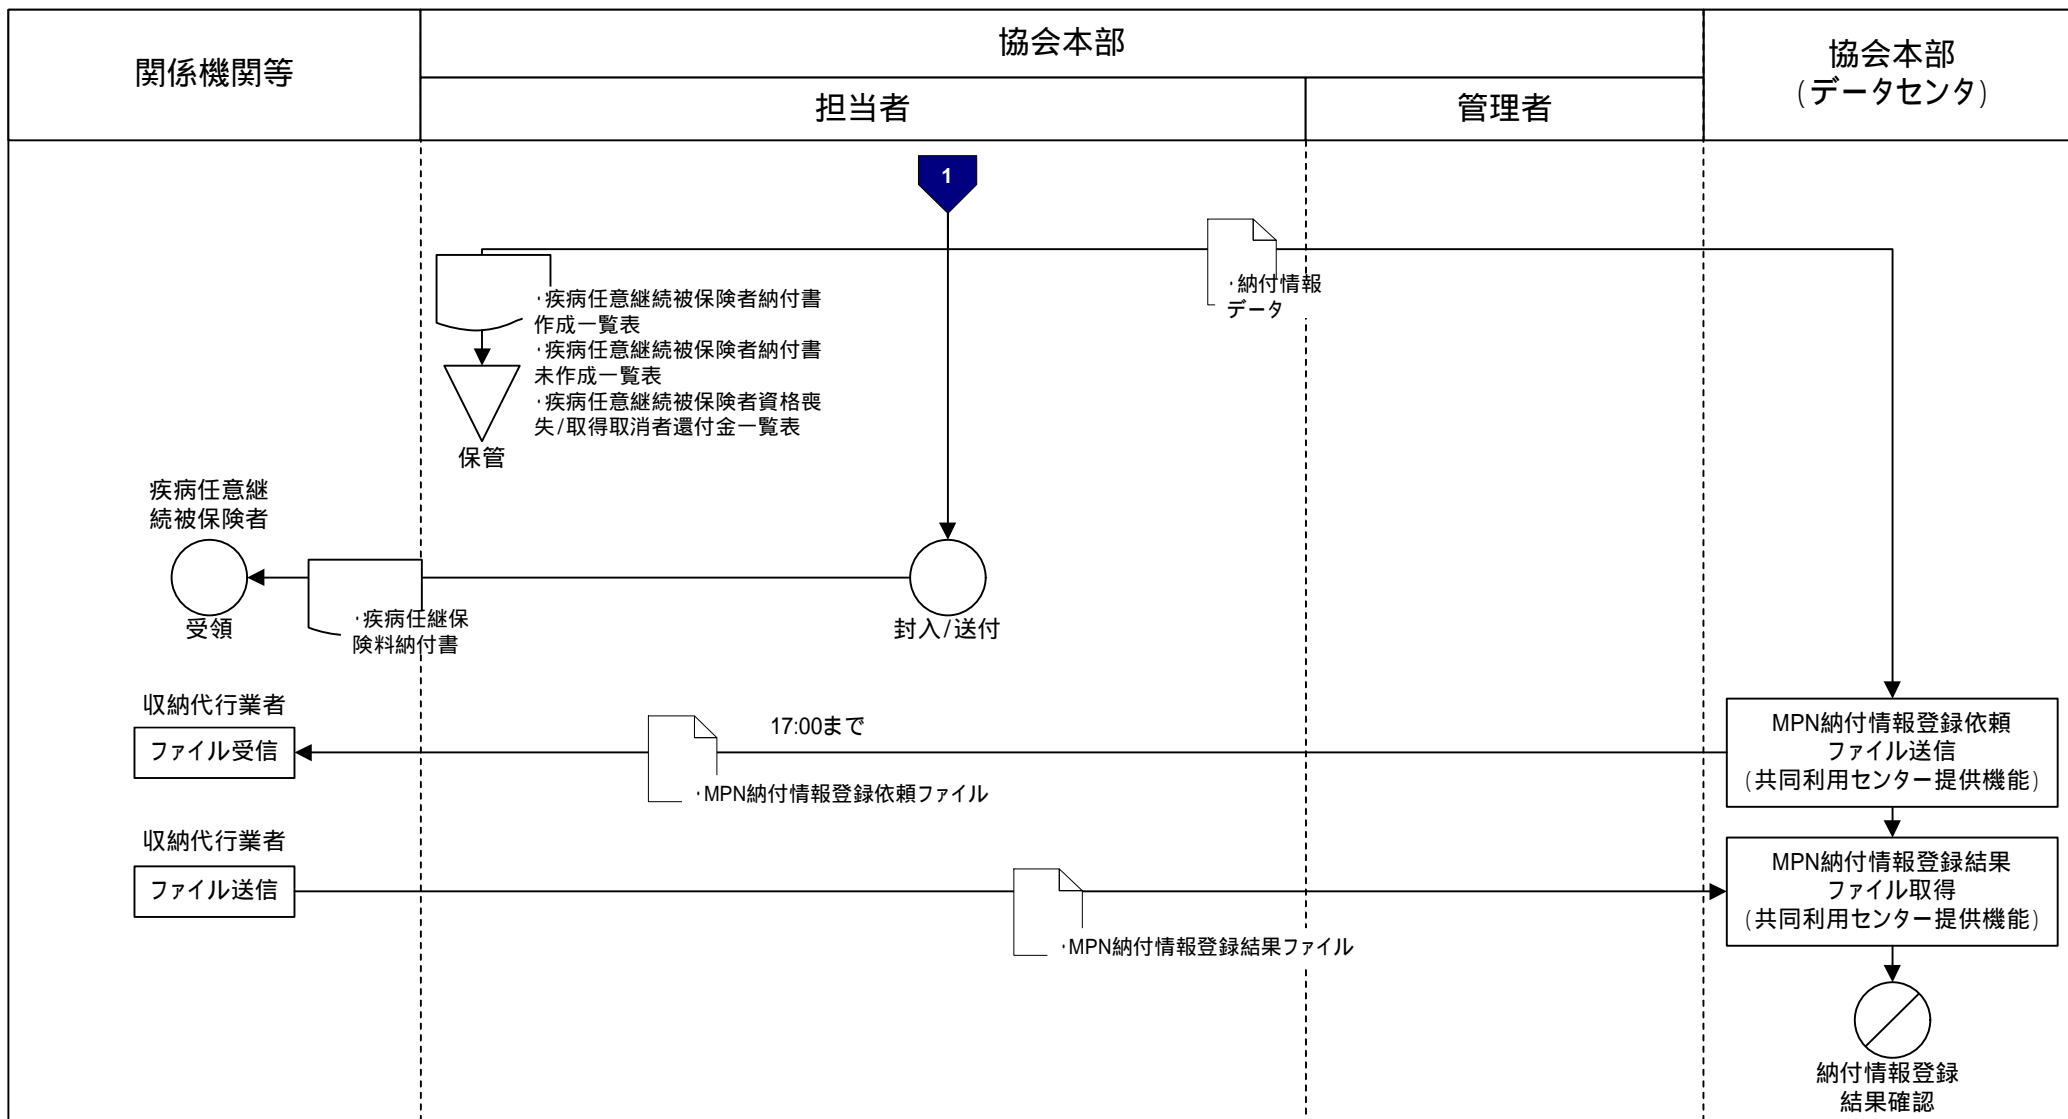 関係機関等
協会本部
担当者
管理者
協会本部
(データセンタ)
1
・納付情報
データ
・疾病任意継続被保険者納付書
作成一覧表
・疾病任意継続被保険者納付書
未作成一覧表
・疾病任意継続被保険者資格喪
失/取得取消者還付金一覧表
保管
疾病任意継
続被保険者
受領
・疾病任継保
険料納付書
封入/送付
収納代行業者
ファイル受信
17:00まで
・MPN納付情報登録依頼ファイル
MPN納付情報登録依頼
ファイル送信
(共同利用センター提供機能)
収納代行業者
ファイル送信
・MPN納付情報登録結果ファイル
MPN納付情報登録結果
ファイル取得
(共同利用センター提供機能)
納付情報登録
結果確認